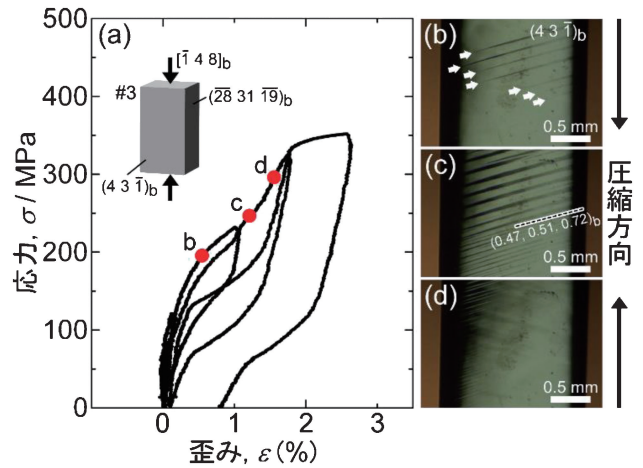 (a)
500
400
300
200
100
0
応力, σ / MPa
0 1 2 3
歪み, ε (%)
[1̅ 4 8]b
#3
(2̅8̅ 31 1̅9̅)b
(4 3 1̅)b
b
c
d
(b)
(4 3 1̅)b
0.5 mm
(c)
(0.47, 0.51, 0.72)b
0.5 mm
(d)
0.5 mm
圧縮方向